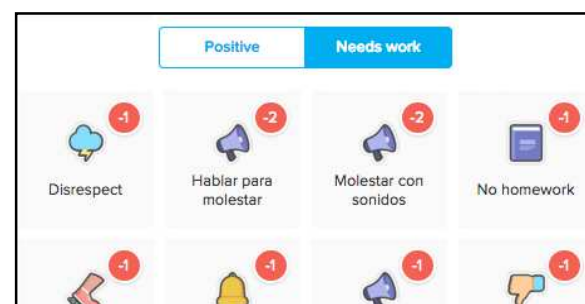 Positive Needs work
-1 -2 -2 -1
Disrespect
Hablar para
molestar
Molestar con
sonidos
No homework
-1 -1 -1 -1